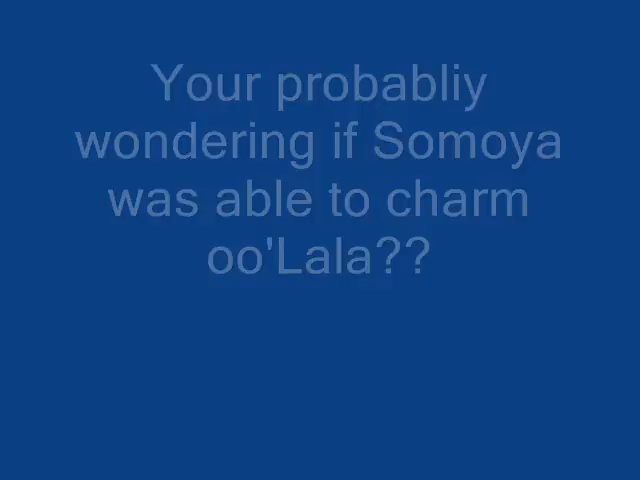 Your probabliy
wondering if Somoya
was able to charm
oo'Lala??